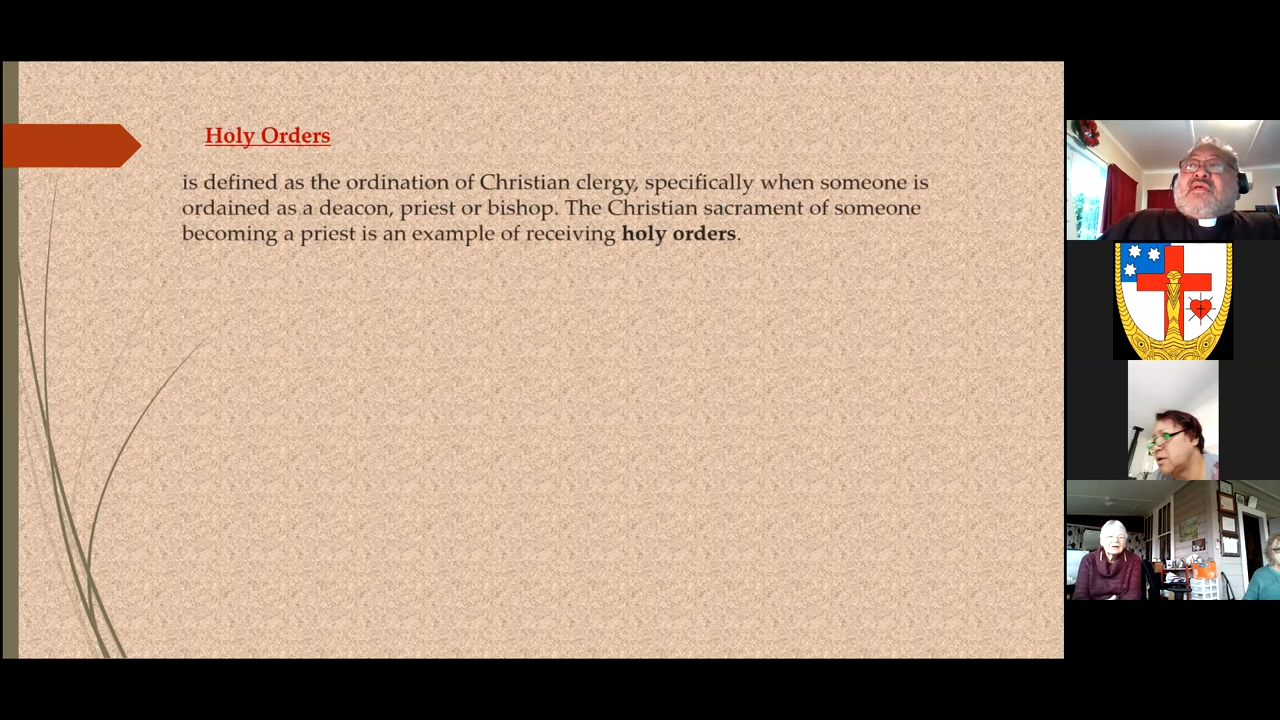 Holy Orders
is defined as the ordination of Christian clergy, specifically when someone is
ordained as a deacon, priest or bishop. The Christian sacrament of someone
becoming a priest is an example of receiving holy orders.